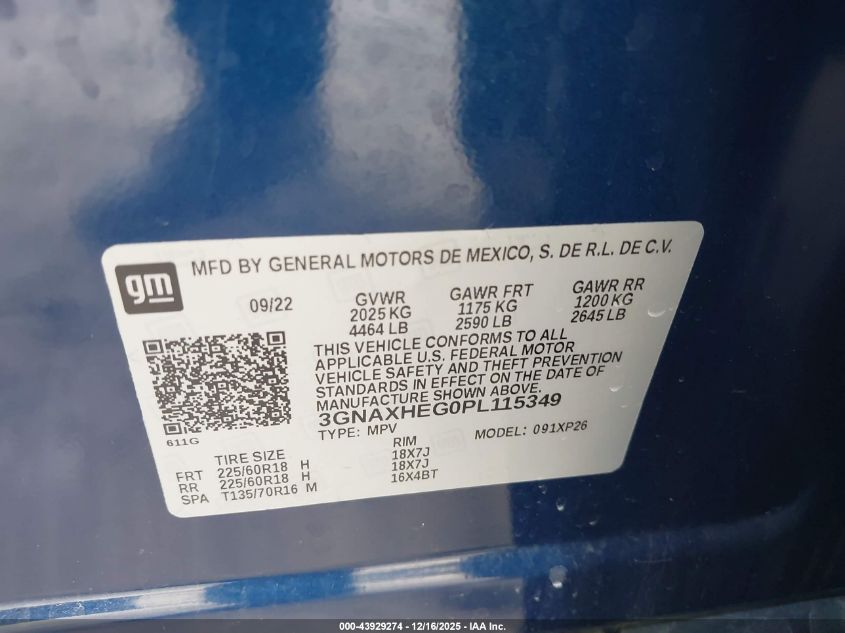 gm
MFD BY GENERAL MOTORS DE MEXICO, S. DE R.L. DE C.V.
09/22 GVWR GAWR FRT GAWR RR
2025 KG 1175 KG 1200 KG
4464 LB 2590 LB 2645 LB
THIS VEHICLE CONFORMS TO ALL
APPLICABLE U.S. FEDERAL MOTOR
VEHICLE SAFETY AND THEFT PREVENTION
STANDARDS IN EFFECT ON THE DATE OF
MANUFACTURE SHOWN ABOVE.
3GNAXHEG0PL115349
611G
TYPE: MPV MODEL: 091XP26
TIRE SIZE RIM
FRT 225/60R18 H 18X7J
RR 225/60R18 H 18X7J
SPA T135/70R16 M 16X4BT
000-43929274 - 12/16/2025 - IAA Inc.